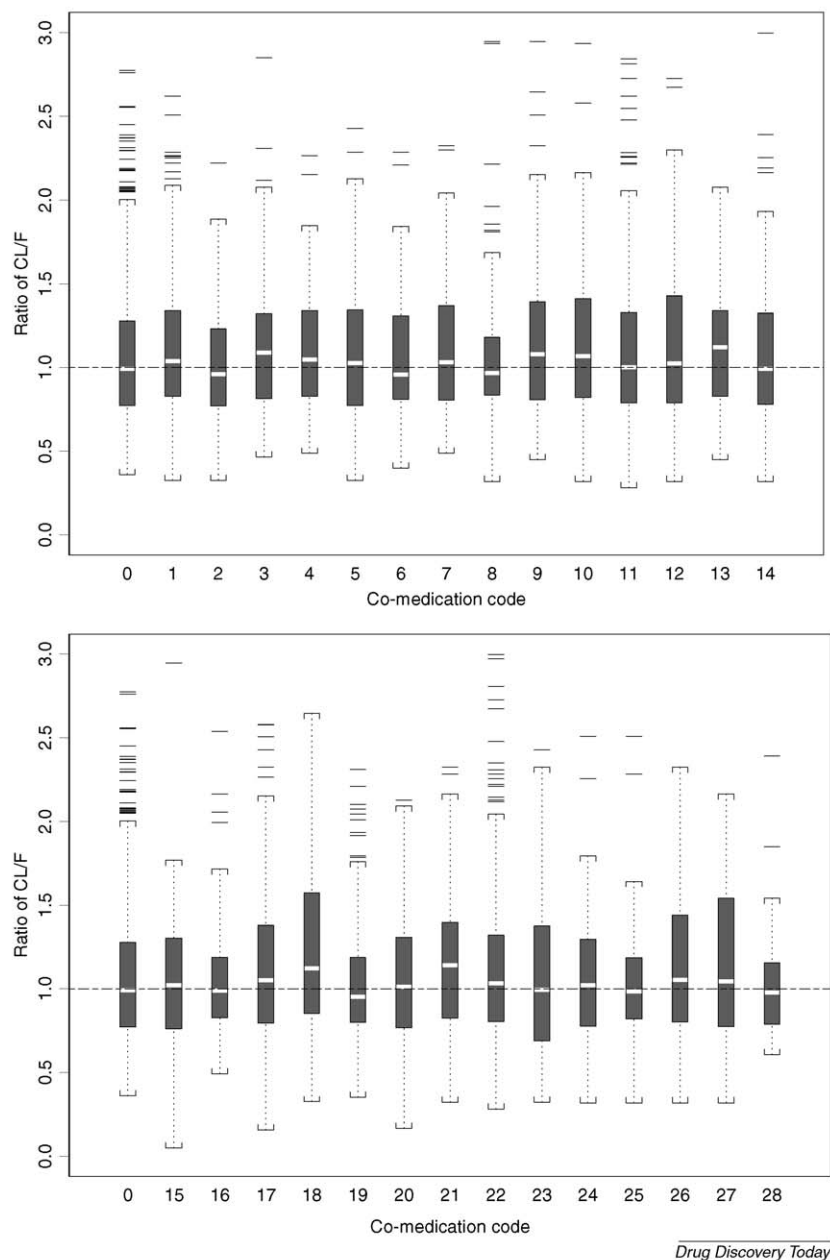 3.0
2.5
2.0
1.5
1.0
0.5
0.0
Ratio of CL/F
0 1 2 3 4 5 6 7 8 9 10 11 12 13 14
Co-medication code
3.0
2.5
2.0
1.5
1.0
0.5
0.0
Ratio of CL/F
0 15 16 17 18 19 20 21 22 23 24 25 26 27 28
Co-medication code
Drug Discovery Today